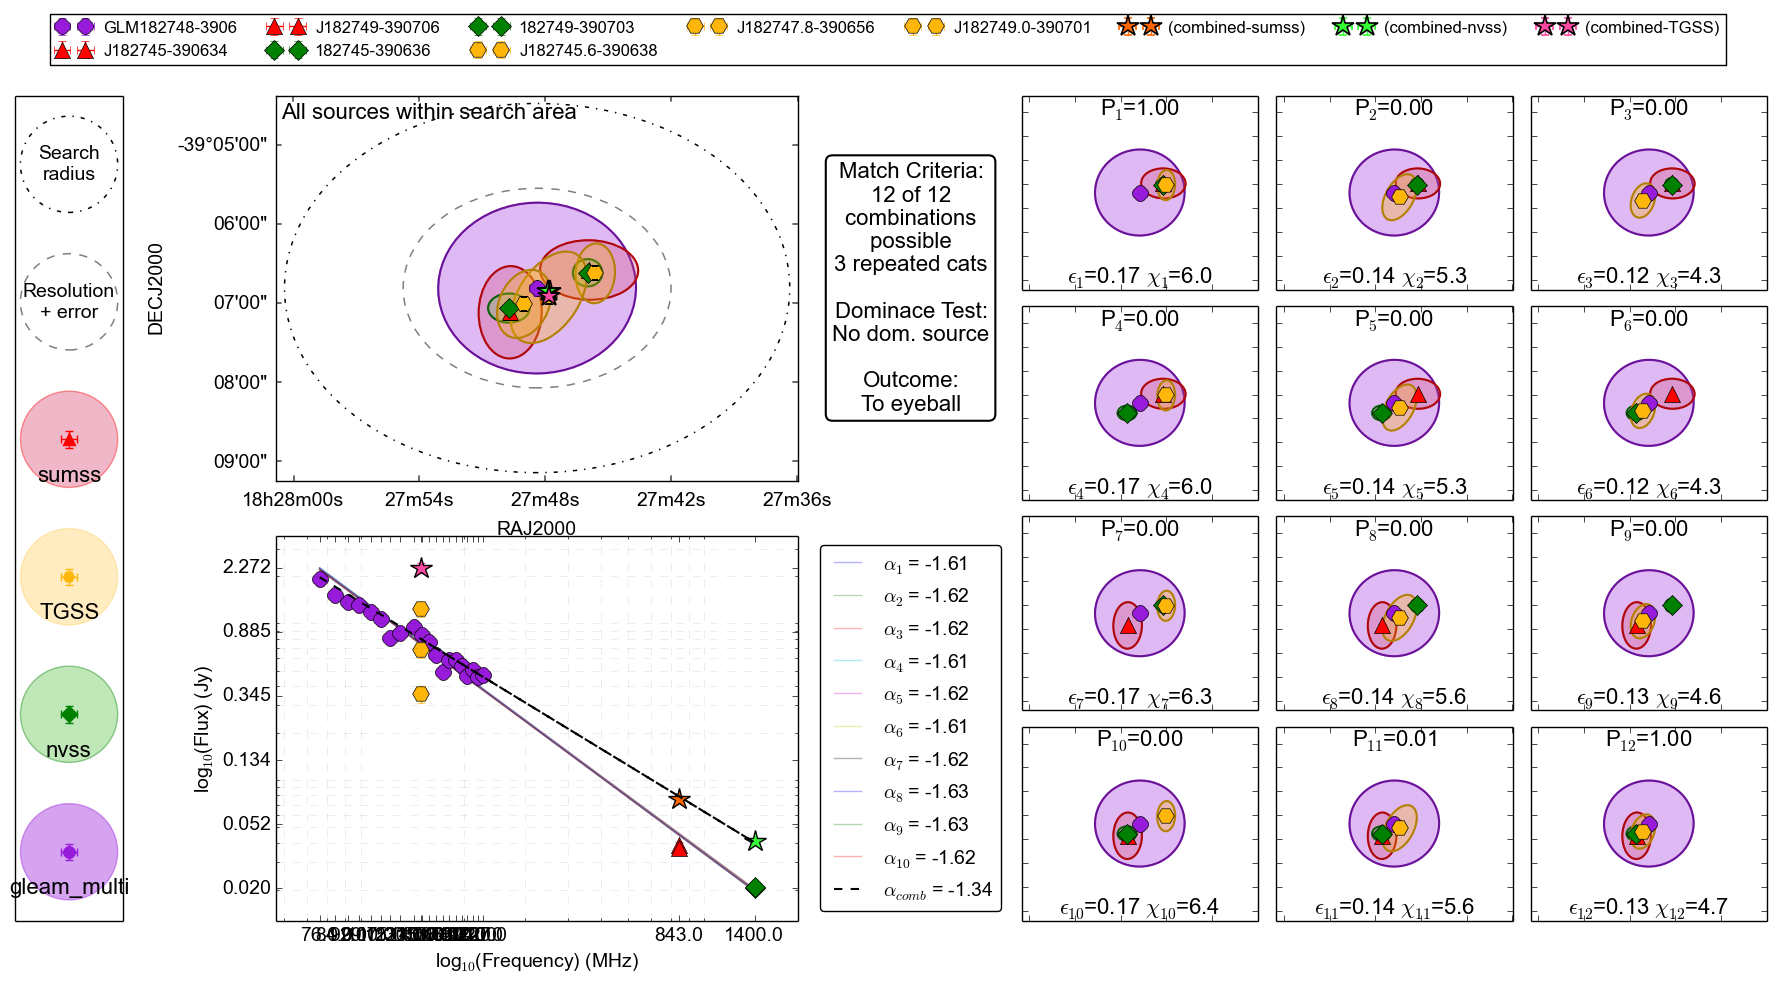 GLM182748-3906
J182749-390706
182749-390703
J182747.8-390656
J182749.0-390701
(combined-sumss)
(combined-nvss)
(combined-TGSS)
J182745-390634
182745-390636
J182745.6-390638
Search
radius
Resolution
+ error
sumss
TGSS
nvss
gleam_multi
All sources within search area
DECJ2000
-39°05'00"
06'00"
07'00"
08'00"
09'00"
18h28m00s
27m54s
27m48s
27m42s
27m36s
RAJ2000
Match Criteria:
12 of 12
combinations
possible
3 repeated cats
Dominace Test:
No dom. source
Outcome:
To eyeball
log10(Flux) (Jy)
2.272
0.885
0.345
0.134
0.052
0.020
843.0
1400.0
log10(Frequency) (MHz)
α1 = -1.61
α2 = -1.62
α3 = -1.62
α4 = -1.61
α5 = -1.62
α6 = -1.61
α7 = -1.62
α8 = -1.63
α9 = -1.63
α10 = -1.62
αcomb = -1.34
P1=1.00
ϵ1=0.17 χ1=6.0
P2=0.00
ϵ2=0.14 χ2=5.3
P3=0.00
ϵ3=0.12 χ3=4.3
P4=0.00
ϵ4=0.17 χ4=6.0
P5=0.00
ϵ5=0.14 χ5=5.3
P6=0.00
ϵ6=0.12 χ6=4.3
P7=0.00
ϵ7=0.17 χ7=6.3
P8=0.00
ϵ8=0.14 χ8=5.6
P9=0.00
ϵ9=0.13 χ9=4.6
P10=0.00
ϵ10=0.17 χ10=6.4
P11=0.01
ϵ11=0.14 χ11=5.6
P12=1.00
ϵ12=0.13 χ12=4.7